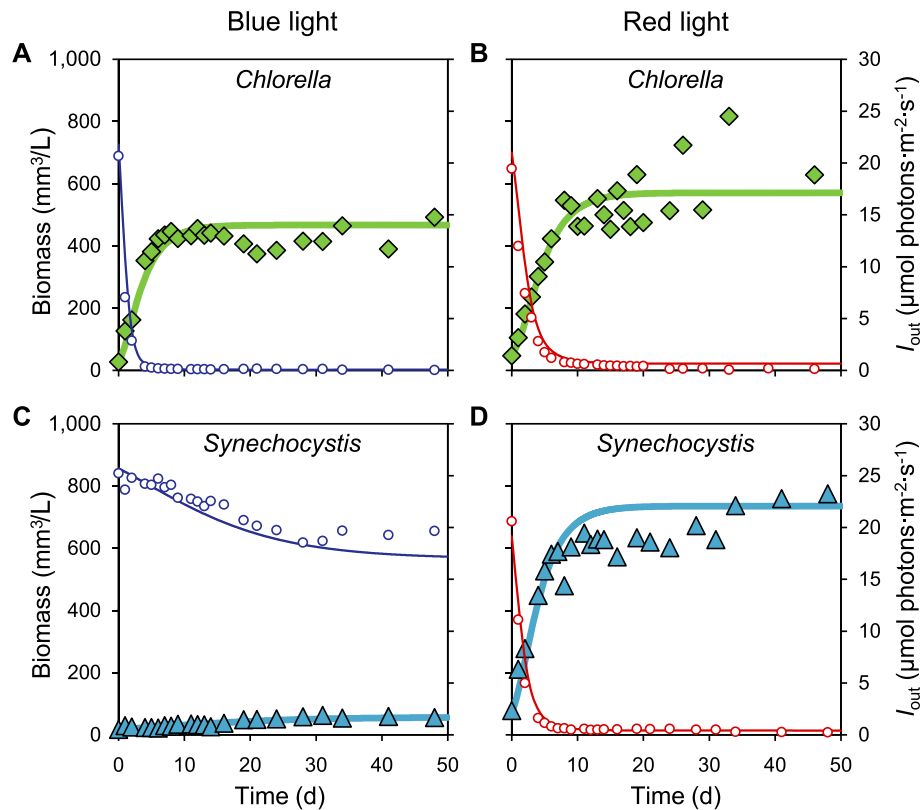 Blue light
Red light
A
1,000
800
600
400
200
0
Biomass (mm³/L)
Chlorella
B
Chlorella
30
25
20
15
10
5
0
Iout (µmol photons·m-2·s-1)
C
1,000
800
600
400
200
0
Biomass (mm³/L)
Synechocystis
0 10 20 30 40 50
Time (d)
D
Synechocystis
30
25
20
15
10
5
0
Iout (µmol photons·m-2·s-1)
0 10 20 30 40 50
Time (d)